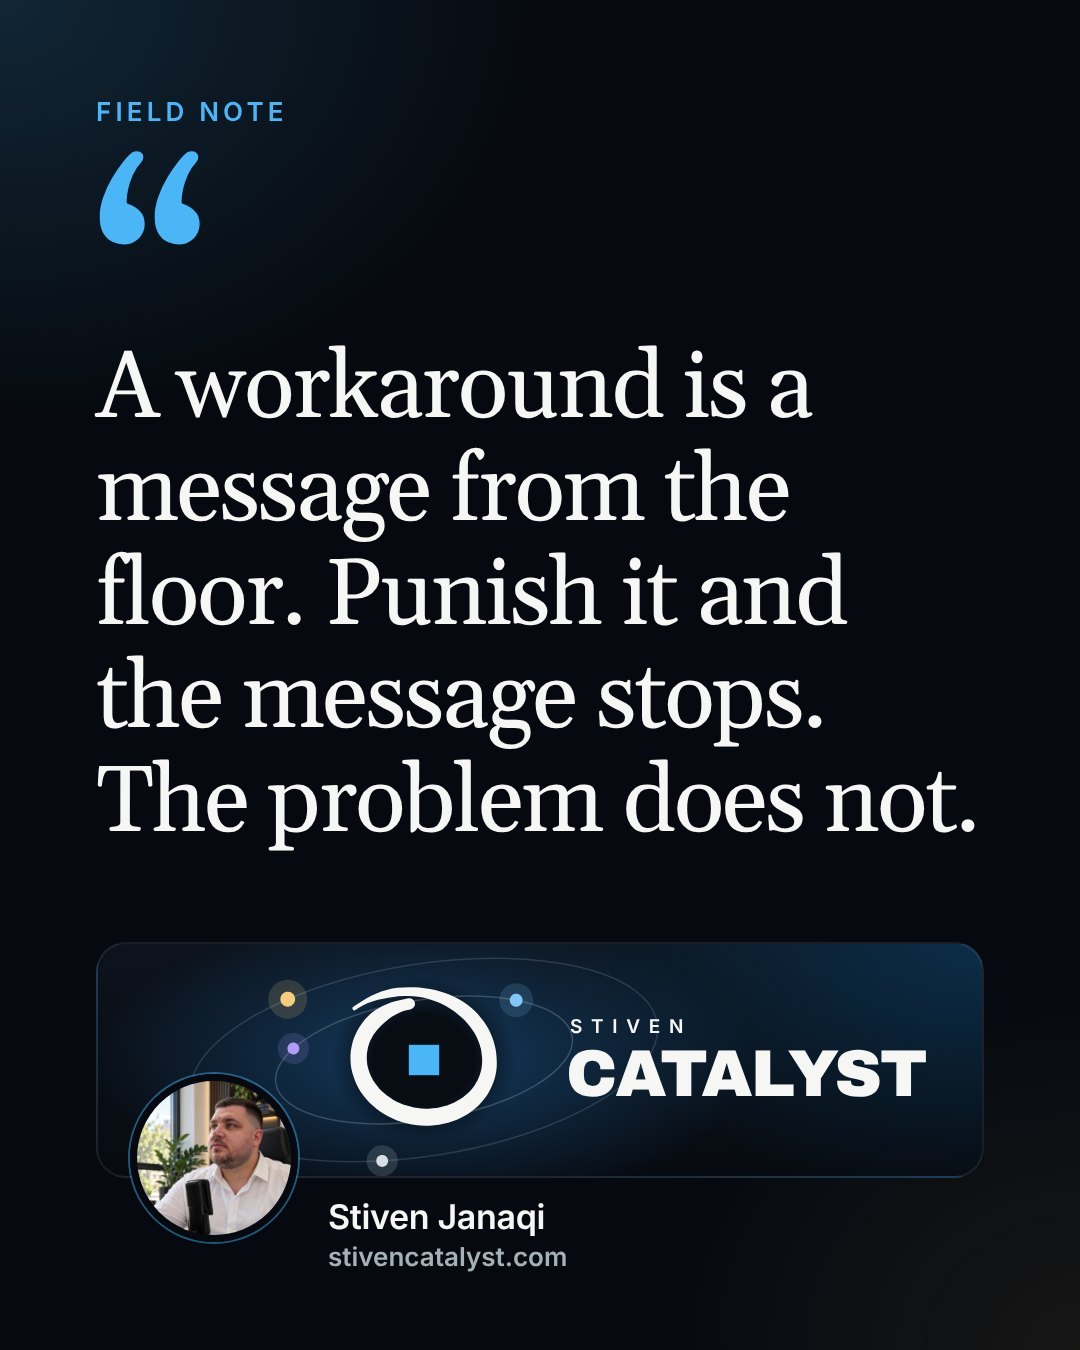 FIELD NOTE
“
A workaround is a
message from the
floor. Punish it and
the message stops.
The problem does not.
STIVEN
CATALYST
Stiven Janaqi
stivencatalyst.com